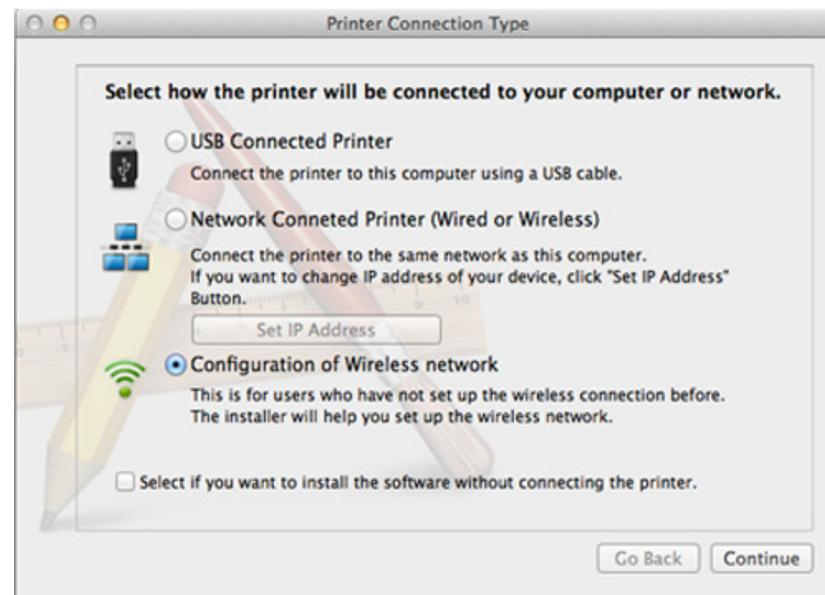 Printer Connection Type
Select how the printer will be connected to your computer or network.
USB Connected Printer
Connect the printer to this computer using a USB cable.
Network Conneted Printer (Wired or Wireless)
Connect the printer to the same network as this computer.
If you want to change IP address of your device, click "Set IP Address"
Button.
Set IP Address
Configuration of Wireless network
This is for users who have not set up the wireless connection before.
The installer will help you set up the wireless network.
Select if you want to install the software without connecting the printer.
Go Back Continue